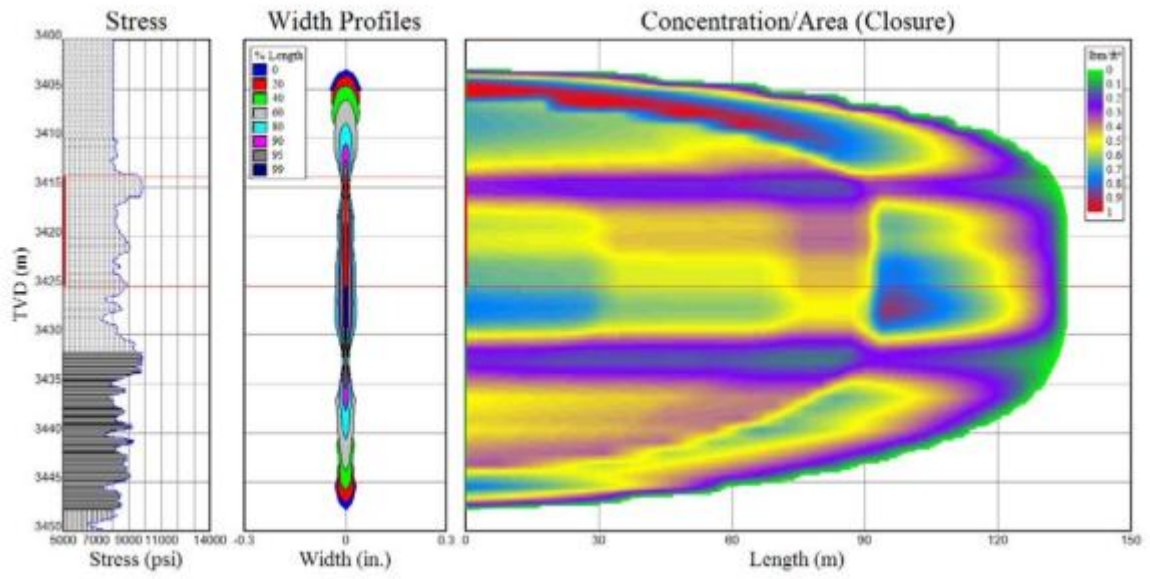 Stress
Width Profiles
Concentration/Area (Closure)
3400
3405
3410
3415
3420
3425
3430
3435
3440
3445
3450
TVD (m)
% Length
0
20
40
60
80
90
95
99
lbm/ft²
0
0.1
0.2
0.3
0.4
0.5
0.6
0.7
0.8
0.9
1
5000 7000 9000 11000 14000
Stress (psi)
-0.3 0 0.3
Width (in.)
0 30 60 90 120 150
Length (m)